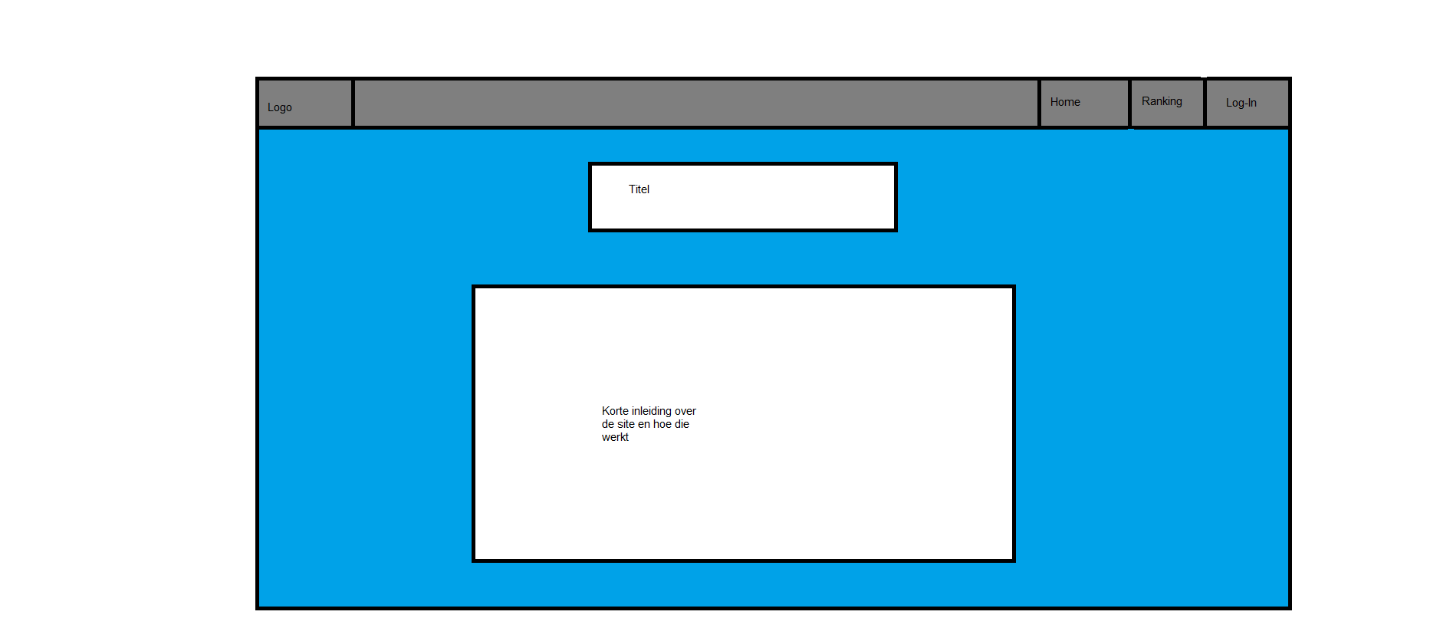 Logo
Home
Ranking
Log-In
Titel
Korte inleiding over
de site en hoe die
werkt